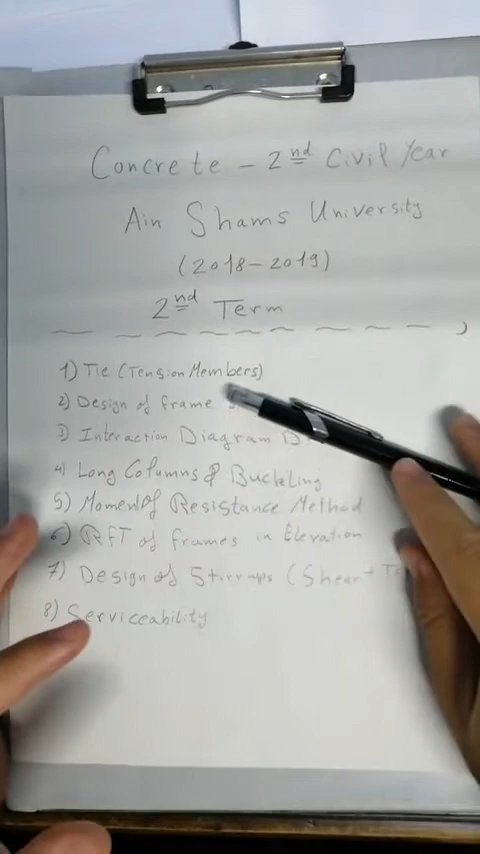 Concrete - 2nd Civil Year
Ain Shams University
(2018-2019)
2nd Term
1) Tie (Tension Members)
2) Design of frame
3) Interaction Diagram
4) Long Columns & Buckling
5) Moment of Resistance Method
6) RFT of frames in Elevation
7) Design of Stirrups (Shear +
8) Serviceability